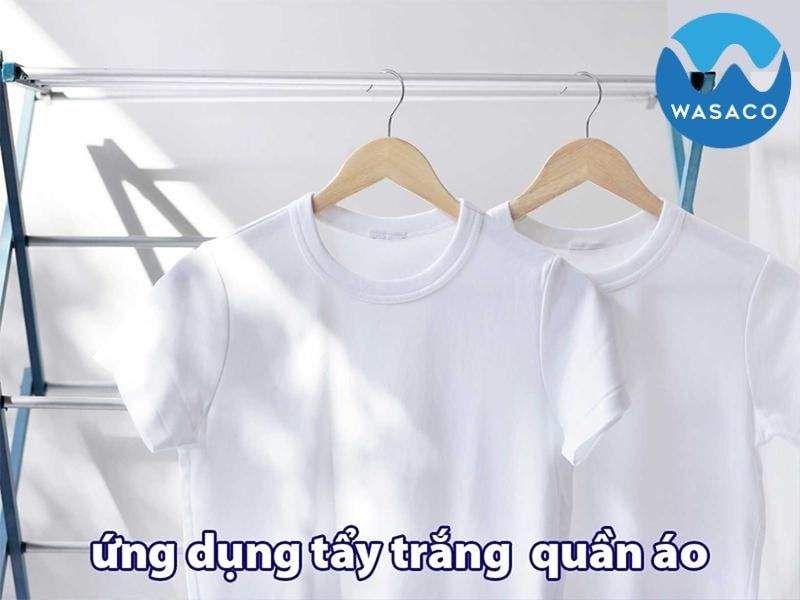 WASACO
ứng dụng tẩy trắng quần áo